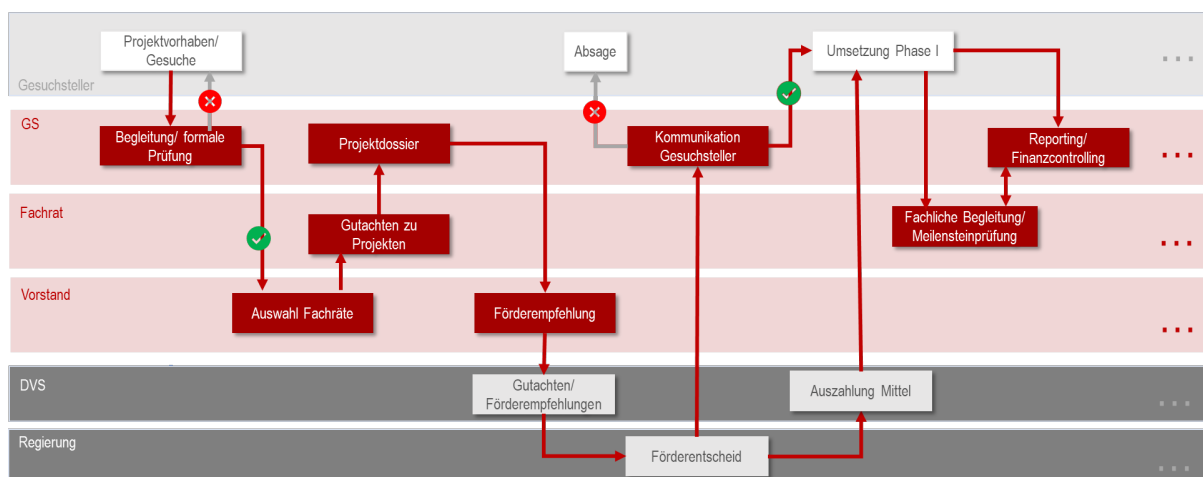 Projektvorhaben/
Gesuche
Absage
Umsetzung Phase I
...
Gesuchsteller
GS
Begleitung/ formale
Prüfung
Projektdossier
Kommunikation
Gesuchsteller
Reporting/
Finanzcontrolling
...
Fachrat
Gutachten zu
Projekten
Fachliche Begleitung/
Meilensteinprüfung
...
Vorstand
Auswahl Fachräte
Förderempfehlung
...
DVS
Gutachten/
Förderempfehlungen
Auszahlung Mittel
...
Regierung
Förderentscheid
...